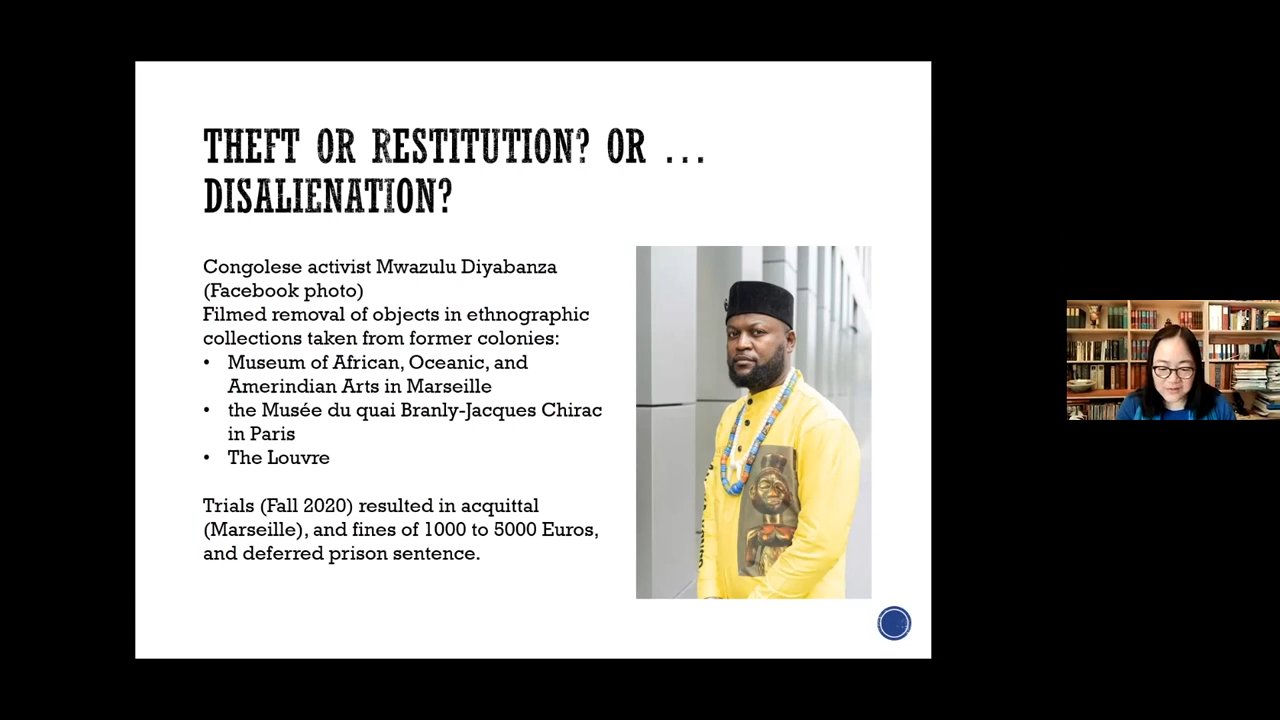 THEFT OR RESTITUTION? OR ...
DISALIENATION?
Congolese activist Mwazulu Diyabanza
(Facebook photo)
Filmed removal of objects in ethnographic
collections taken from former colonies:
• Museum of African, Oceanic, and
Amerindian Arts in Marseille
• the Musée du quai Branly-Jacques Chirac
in Paris
• The Louvre
Trials (Fall 2020) resulted in acquittal
(Marseille), and fines of 1000 to 5000 Euros,
and deferred prison sentence.